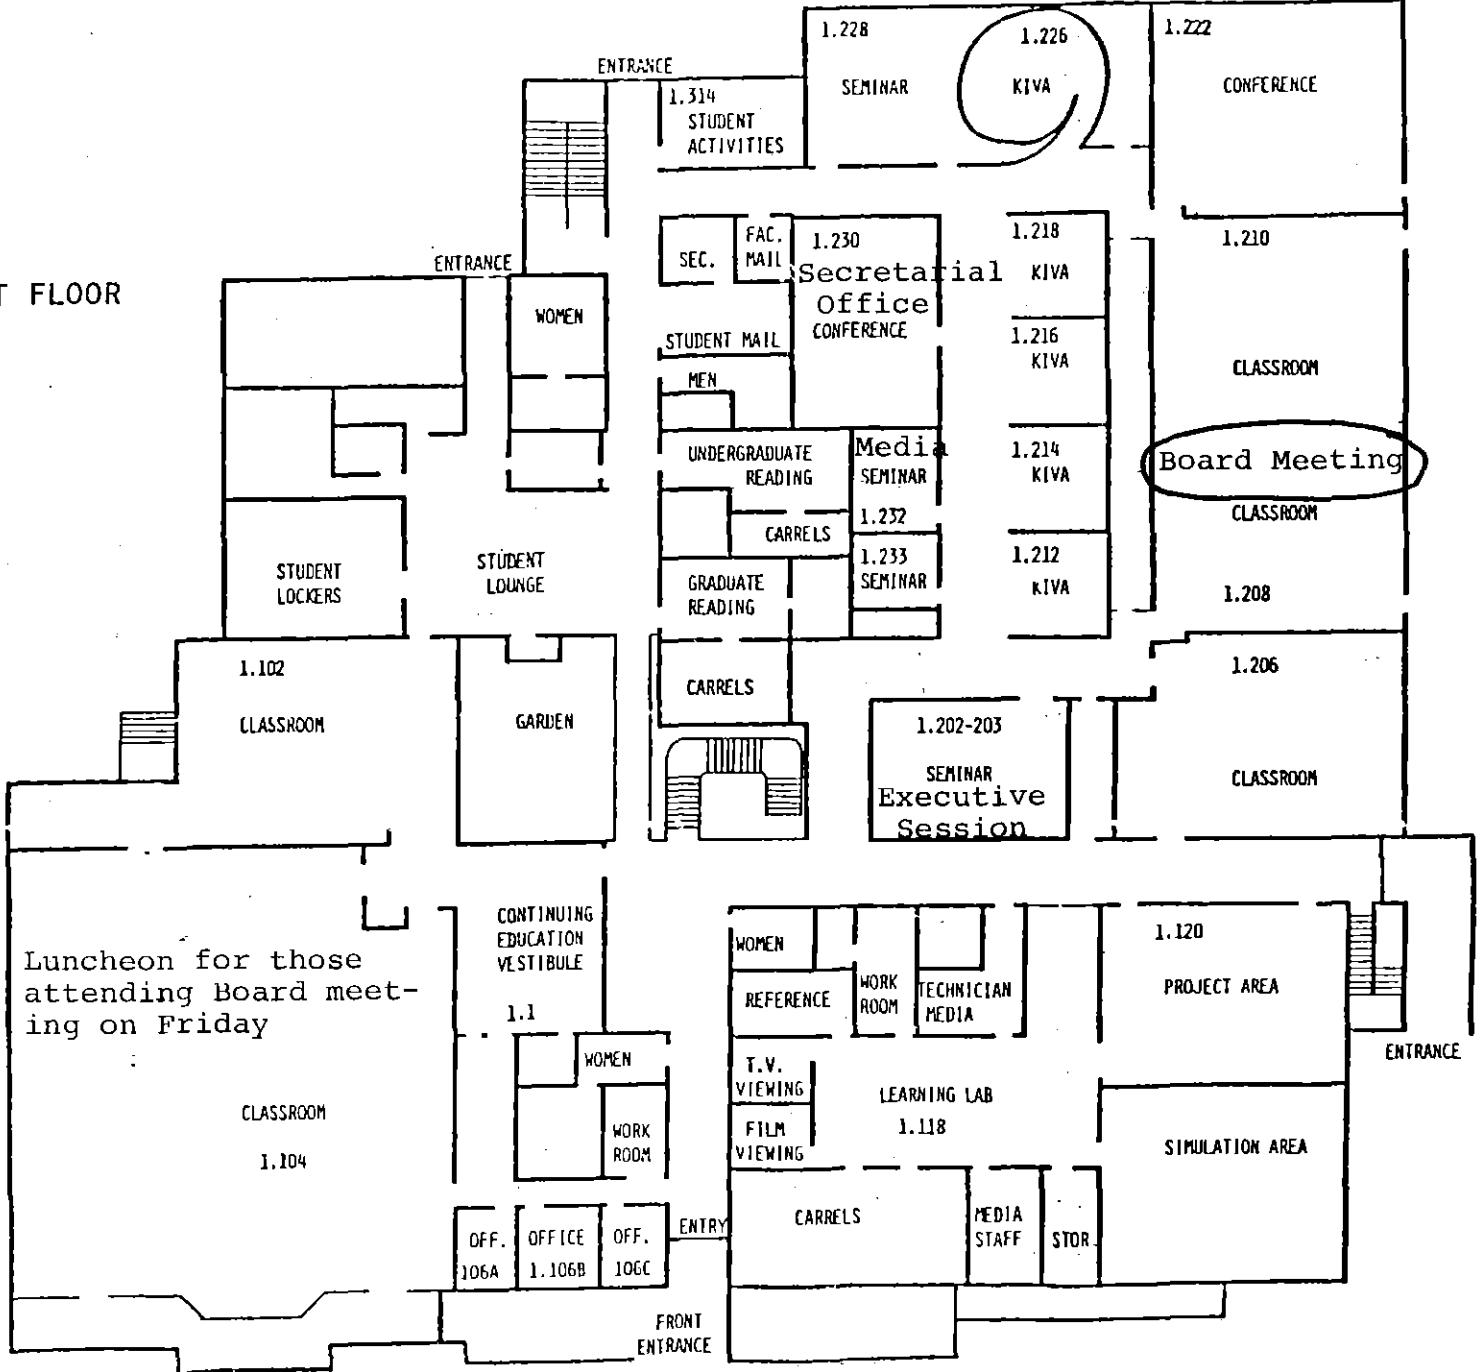 1.228
1.226
1.222
ENTRANCE
SEMINAR
KIVA
CONFERENCE
1.314
STUDENT
ACTIVITIES
FAC.
MAIL
SEC.
1.230
1.218
1.210
ENTRANCE
Secretarial
Office
KIVA
T FLOOR
WOMEN
CONFERENCE
STUDENT MAIL
1.216
KIVA
CLASSROOM
MEN
UNDERGRADUATE
READING
Media
SEMINAR
1.232
1.214
KIVA
Board Meeting
CLASSROOM
CARRELS
1.233
SEMINAR
1.212
KIVA
1.208
STUDENT
LOCKERS
STUDENT
LOUNGE
GRADUATE
READING
1.102
CLASSROOM
GARDEN
CARRELS
1.206
CLASSROOM
1.202-203
SEMINAR
Executive
Session
CONTINUING
EDUCATION
VESTIBULE
1.1
Luncheon for those
attending Board meet-
ing on Friday
WOMEN
REFERENCE
WORK
ROOM
TECHNICIAN
MEDIA
1.120
PROJECT AREA
ENTRANCE
WOMEN
T.V.
VIEWING
LEARNING LAB
1.118
CLASSROOM
1.104
WORK
ROOM
FILM
VIEWING
SIMULATION AREA
OFF.
106A
OFFICE
1.106B
OFF.
106C
ENTRY
CARRELS
MEDIA
STAFF
STOR
FRONT
ENTRANCE